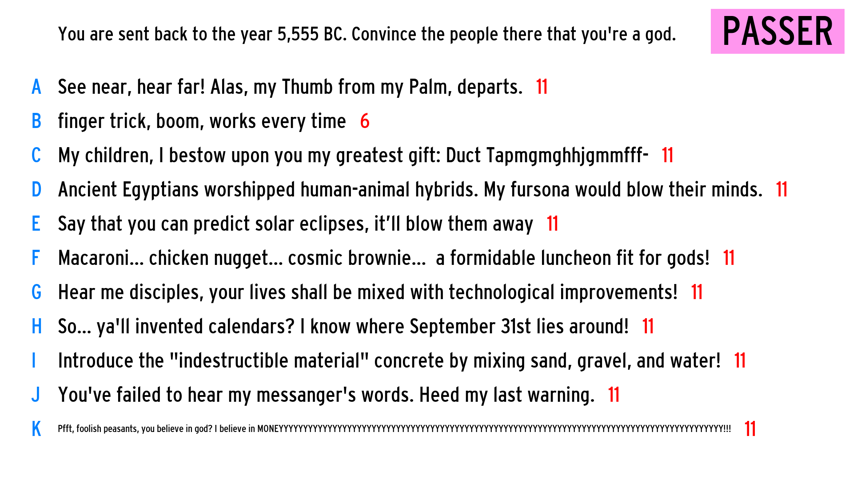 You are sent back to the year 5,555 BC. Convince the people there that you're a god.
PASSER
A See near, hear far! Alas, my Thumb from my Palm, departs. 11
B finger trick, boom, works every time 6
C My children, I bestow upon you my greatest gift: Duct Tapmgmghhjgmmfff- 11
D Ancient Egyptians worshipped human-animal hybrids. My fursona would blow their minds. 11
E Say that you can predict solar eclipses, it'll blow them away 11
F Macaroni... chicken nugget... cosmic brownie... a formidable luncheon fit for gods! 11
G Hear me disciples, your lives shall be mixed with technological improvements! 11
H So... ya'll invented calendars? I know where September 31st lies around! 11
I Introduce the "indestructible material" concrete by mixing sand, gravel, and water! 11
J You've failed to hear my messanger's words. Heed my last warning. 11
K Pfft, foolish peasants, you believe in god? I believe in MONEYYYYYYYYYYYYYYYYYYYYYYYYYYYYYYYYYYYYYYYYYYYYYYYYYYYYYYYYYYYYYYYYYYYYYYYYYYYYYYYYYYYYYYYYYYYY!!! 11